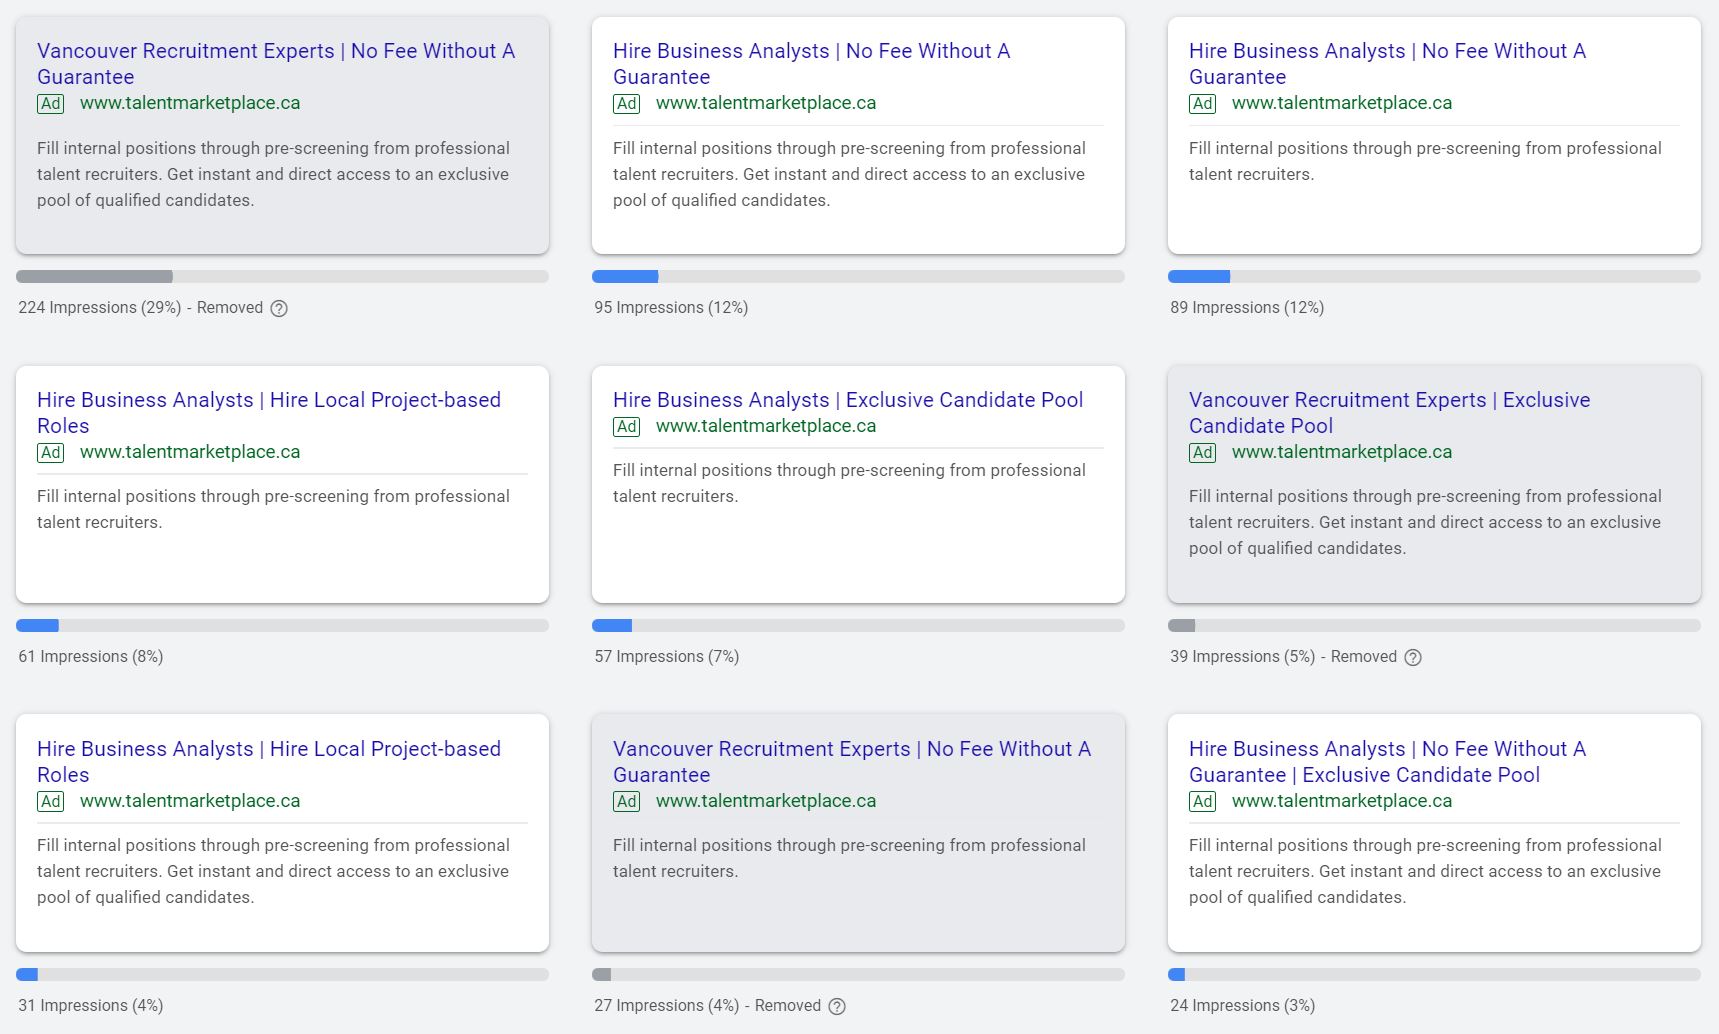 Vancouver Recruitment Experts | No Fee Without A
Guarantee
Ad www.talentmarketplace.ca
Fill internal positions through pre-screening from professional
talent recruiters. Get instant and direct access to an exclusive
pool of qualified candidates.
224 Impressions (29%) - Removed ?
Hire Business Analysts | No Fee Without A
Guarantee
Ad www.talentmarketplace.ca
Fill internal positions through pre-screening from professional
talent recruiters. Get instant and direct access to an exclusive
pool of qualified candidates.
95 Impressions (12%)
Hire Business Analysts | No Fee Without A
Guarantee
Ad www.talentmarketplace.ca
Fill internal positions through pre-screening from professional
talent recruiters.
89 Impressions (12%)
Hire Business Analysts | Hire Local Project-based
Roles
Ad www.talentmarketplace.ca
Fill internal positions through pre-screening from professional
talent recruiters.
61 Impressions (8%)
Hire Business Analysts | Exclusive Candidate Pool
Ad www.talentmarketplace.ca
Fill internal positions through pre-screening from professional
talent recruiters.
57 Impressions (7%)
Vancouver Recruitment Experts | Exclusive
Candidate Pool
Ad www.talentmarketplace.ca
Fill internal positions through pre-screening from professional
talent recruiters. Get instant and direct access to an exclusive
pool of qualified candidates.
39 Impressions (5%) - Removed ?
Hire Business Analysts | Hire Local Project-based
Roles
Ad www.talentmarketplace.ca
Fill internal positions through pre-screening from professional
talent recruiters. Get instant and direct access to an exclusive
pool of qualified candidates.
31 Impressions (4%)
Vancouver Recruitment Experts | No Fee Without A
Guarantee
Ad www.talentmarketplace.ca
Fill internal positions through pre-screening from professional
talent recruiters.
27 Impressions (4%) - Removed ?
Hire Business Analysts | No Fee Without A
Guarantee | Exclusive Candidate Pool
Ad www.talentmarketplace.ca
Fill internal positions through pre-screening from professional
talent recruiters. Get instant and direct access to an exclusive
pool of qualified candidates.
24 Impressions (3%)